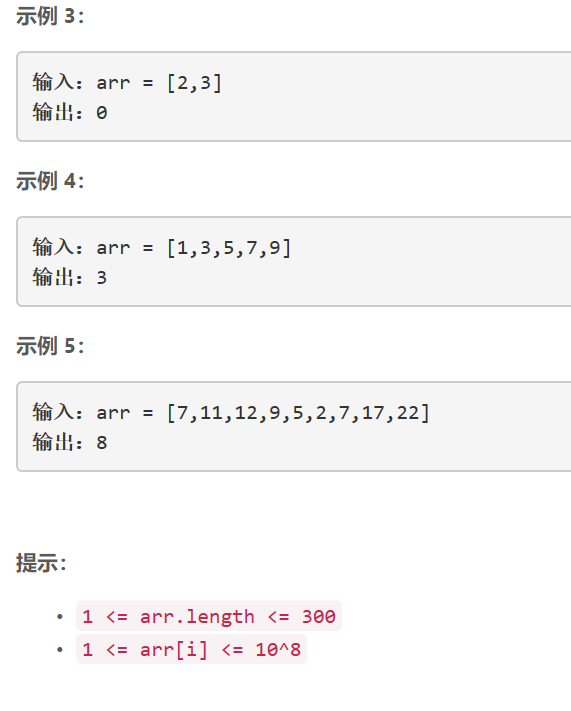 示例 3：
输入：arr = [2,3]
输出：0
示例 4：
输入：arr = [1,3,5,7,9]
输出：3
示例 5：
输入：arr = [7,11,12,9,5,2,7,17,22]
输出：8
提示：
• 1 <= arr.length <= 300
• 1 <= arr[i] <= 10^8